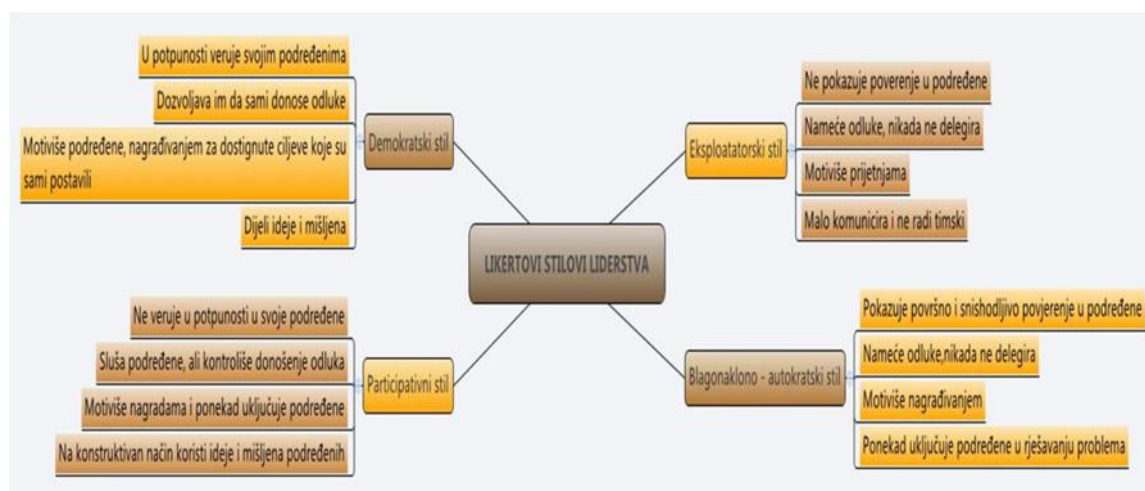 LIKERTOVI STILOVI LIDERSTVA
Demokratski stil
U potpunosti veruje svojim podređenima
Dozvoljava im da sami donose odluke
Motiviše podređene, nagrađivanjem za dostignute ciljeve koje su
sami postavili
Dijeli ideje i mišljena
Eksploatatorski stil
Ne pokazuje poverenje u podređene
Nameće odluke, nikada ne delegira
Motiviše prijetnjama
Malo komunicira i ne radi timski
Participativni stil
Ne veruje u potpunosti u svoje podređene
Sluša podređene, ali kontroliše donošenje odluka
Motiviše nagradama i ponekad uključuje podređene
Na konstruktivan način koristi ideje i mišljena podređenih
Blagonaklono - autokratski stil
Pokazuje površno i snishodljivo povjerenje u podređene
Nameće odluke,nikada ne delegira
Motiviše nagrađivanjem
Ponekad uključuje podređene u rješavanju problema